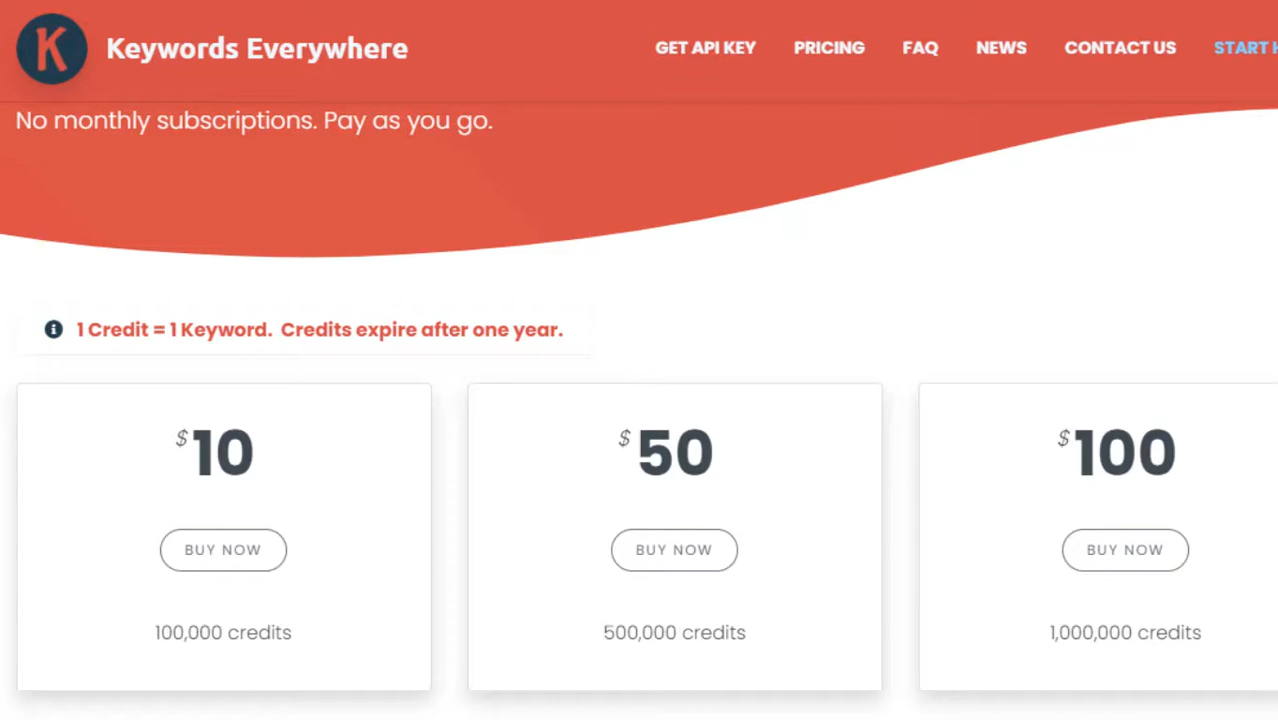 K Keywords Everywhere GET API KEY PRICING FAQ NEWS CONTACT US START
No monthly subscriptions. Pay as you go.
1 Credit = 1 Keyword. Credits expire after one year.
$10 $50 $100
BUY NOW BUY NOW BUY NOW
100,000 credits 500,000 credits 1,000,000 credits